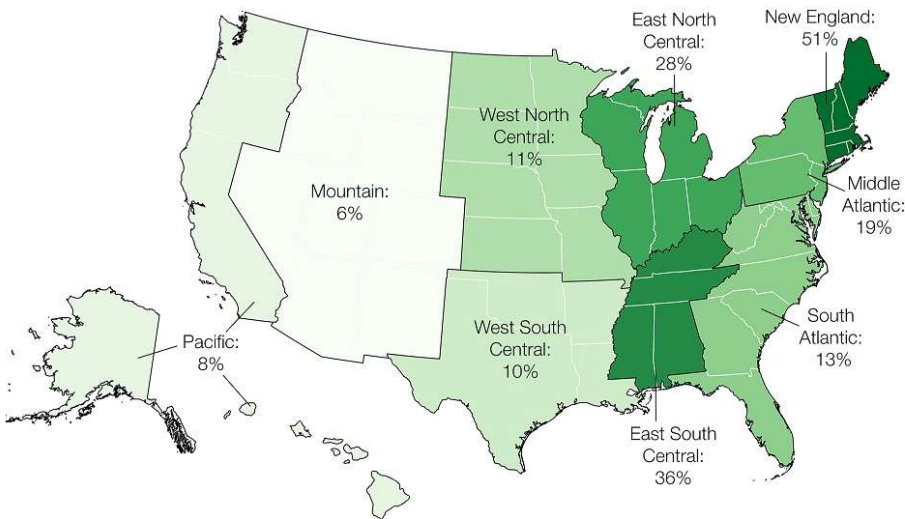 East North
Central:
28%
New England:
51%
West North
Central:
11%
Mountain:
6%
Middle
Atlantic:
19%
South
Atlantic:
13%
West South
Central:
10%
Pacific:
8%
East South
Central:
36%